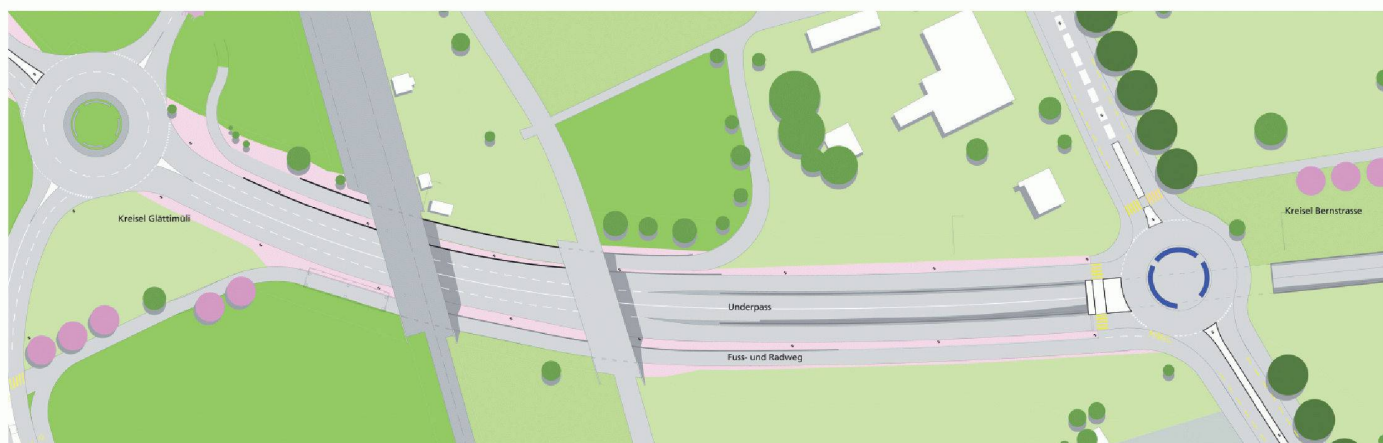 Kreisel Glättimüli
Kreisel Bernstrasse
Underpass
Fuss- und Radweg